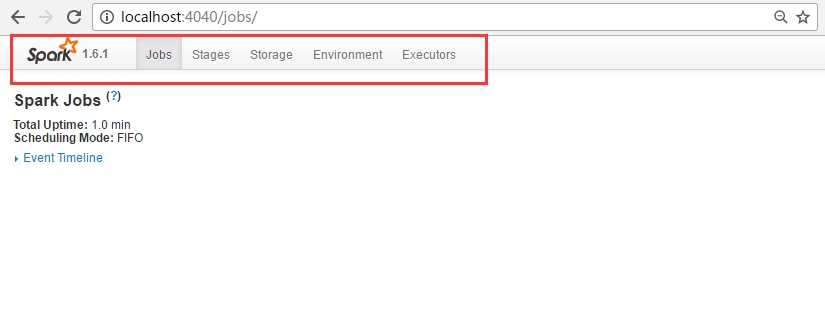 localhost:4040/jobs/
Spark 1.6.1 Jobs Stages Storage Environment Executors
Spark Jobs (?)
Total Uptime: 1.0 min
Scheduling Mode: FIFO
Event Timeline